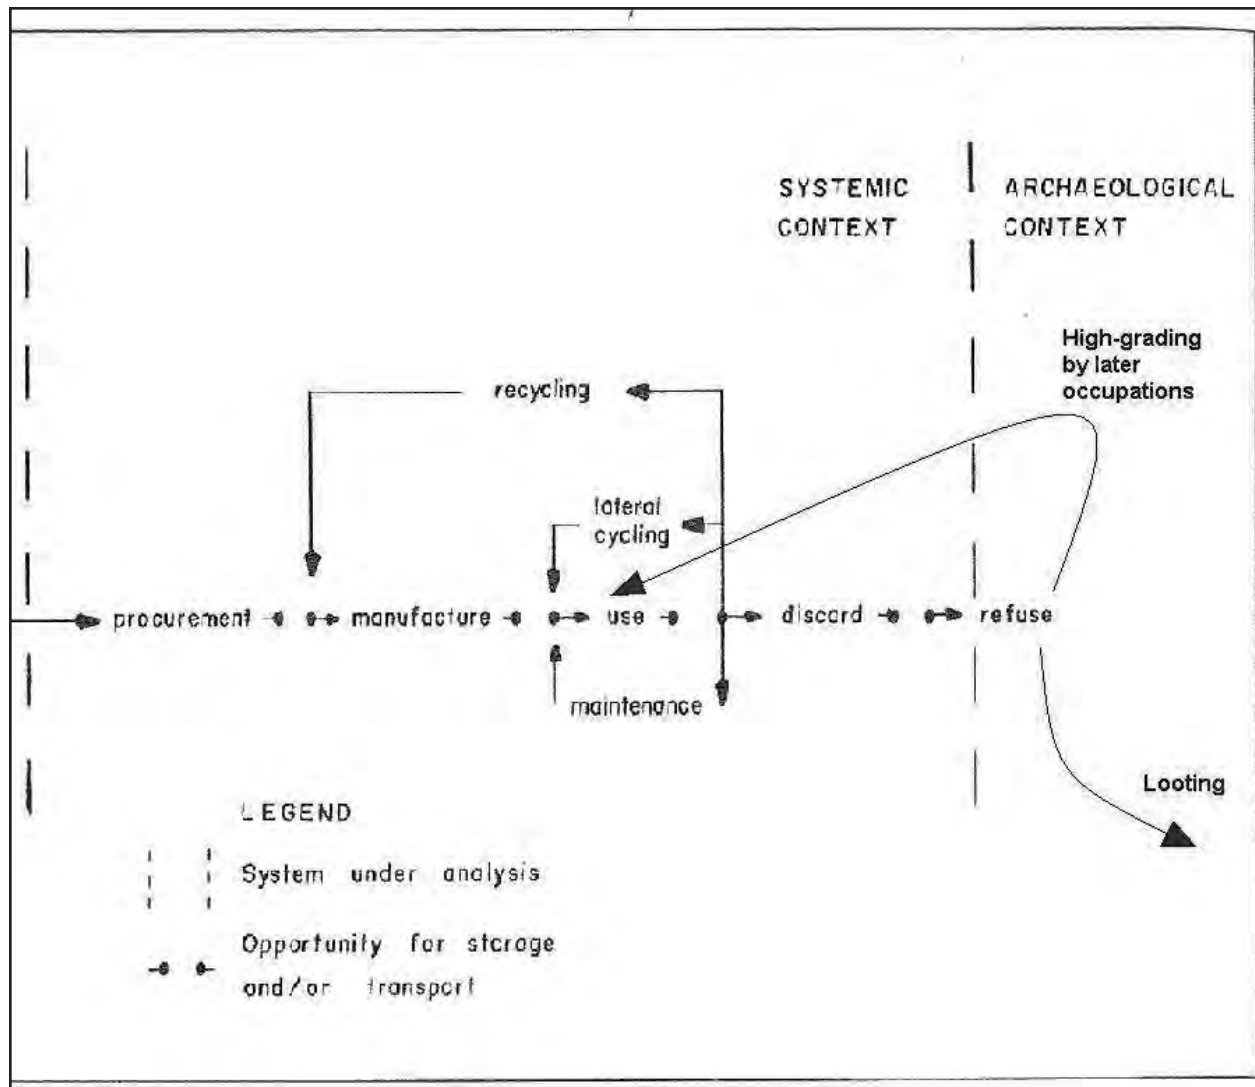 SYSTEMIC
CONTEXT
ARCHAEOLOGICAL
CONTEXT
High-grading
by later
occupations
recycling
lateral
cycling
procurement
manufacture
use
discard
refuse
maintenance
Looting
LEGEND
System under analysis
Opportunity for storage
and/or transport